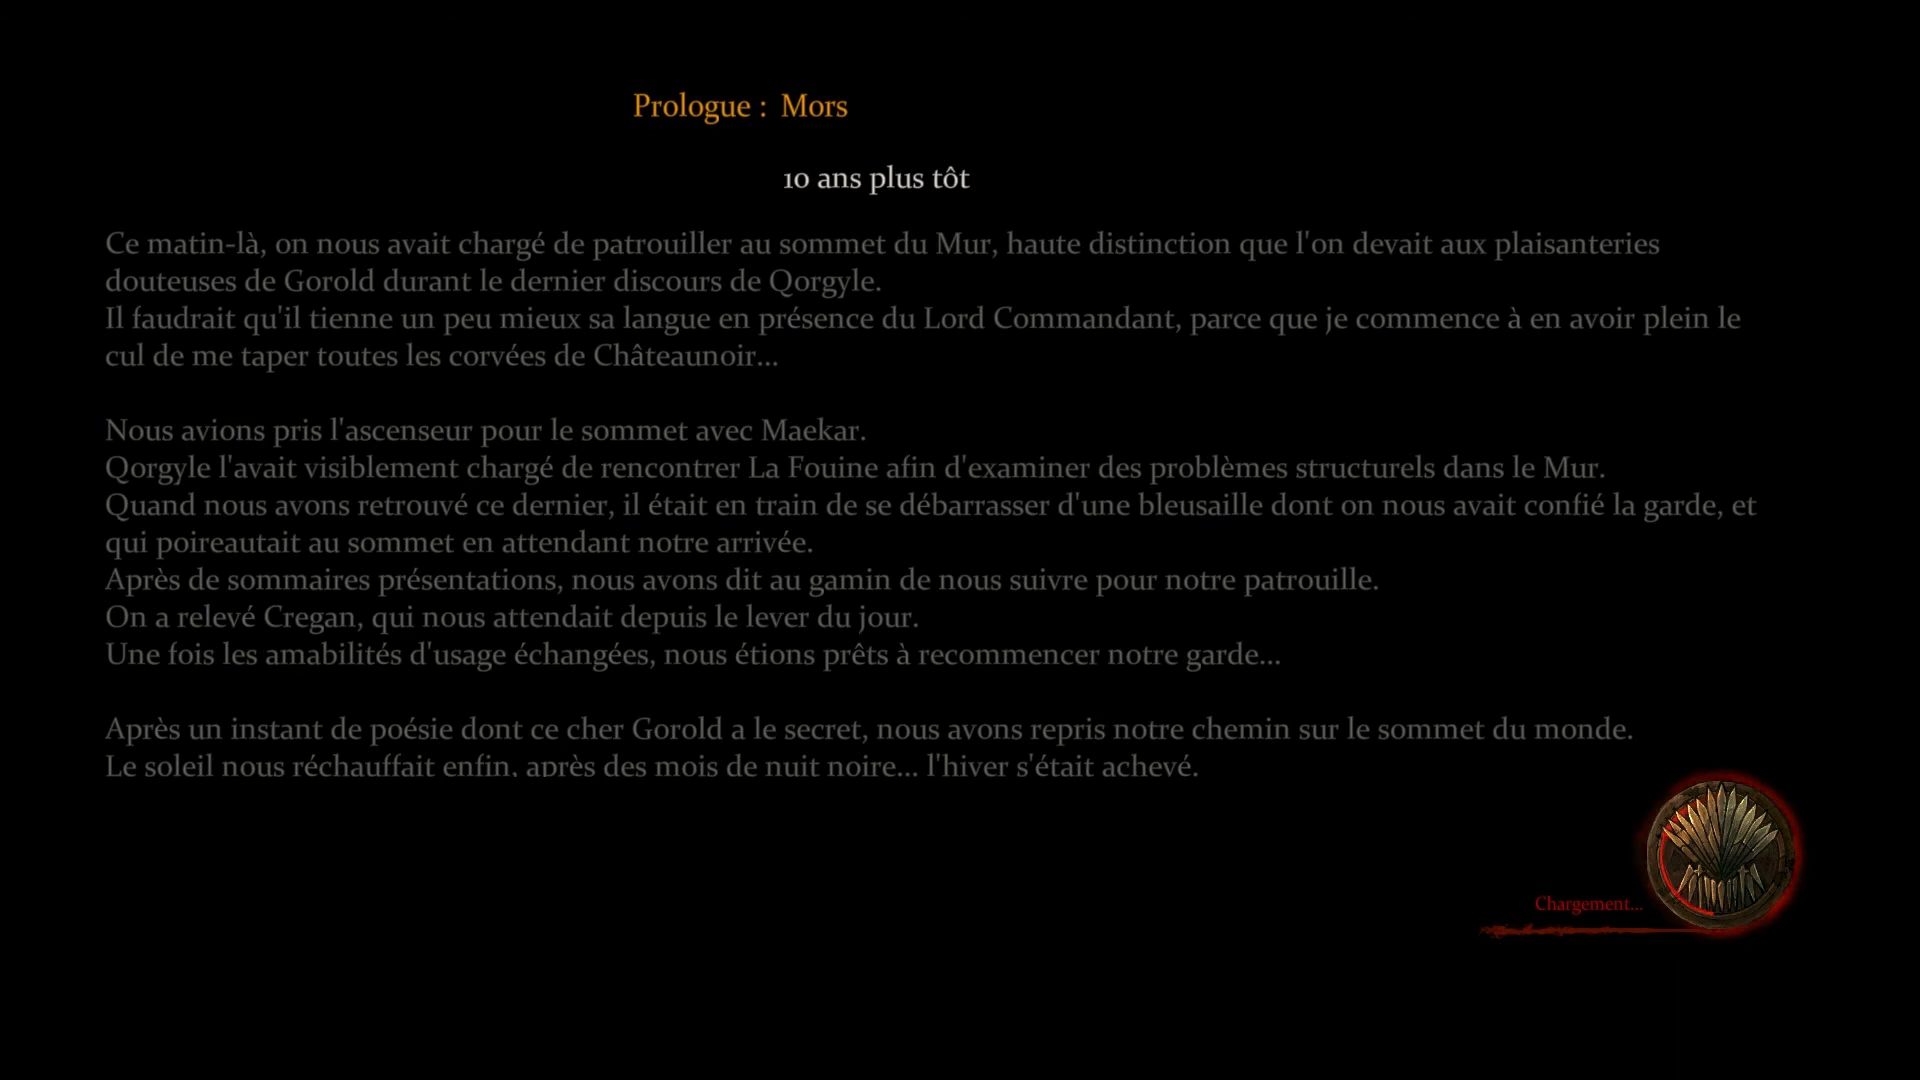 Prologue : Mors
10 ans plus tôt
Ce matin-là, on nous avait chargé de patrouiller au sommet du Mur, haute distinction que l'on devait aux plaisanteries
douteuses de Gorold durant le dernier discours de Qorgyle.
Il faudrait qu'il tienne un peu mieux sa langue en présence du Lord Commandant, parce que je commence à en avoir plein le
cul de me taper toutes les corvées de Châteaunoir...
Nous avions pris l'ascenseur pour le sommet avec Maekar.
Qorgyle l'avait visiblement chargé de rencontrer La Fouine afin d'examiner des problèmes structurels dans le Mur.
Quand nous avons retrouvé ce dernier, il était en train de se débarrasser d'une bleusaille dont on nous avait confié la garde, et
qui poireautait au sommet en attendant notre arrivée.
Après de sommaires présentations, nous avons dit au gamin de nous suivre pour notre patrouille.
On a relevé Cregan, qui nous attendait depuis le lever du jour.
Une fois les amabilités d'usage échangées, nous étions prêts à recommencer notre garde...
Après un instant de poésie dont ce cher Gorold a le secret, nous avons repris notre chemin sur le sommet du monde.
Le soleil nous réchauffait enfin, après des mois de nuit noire... l'hiver s'était achevé.
Chargement...